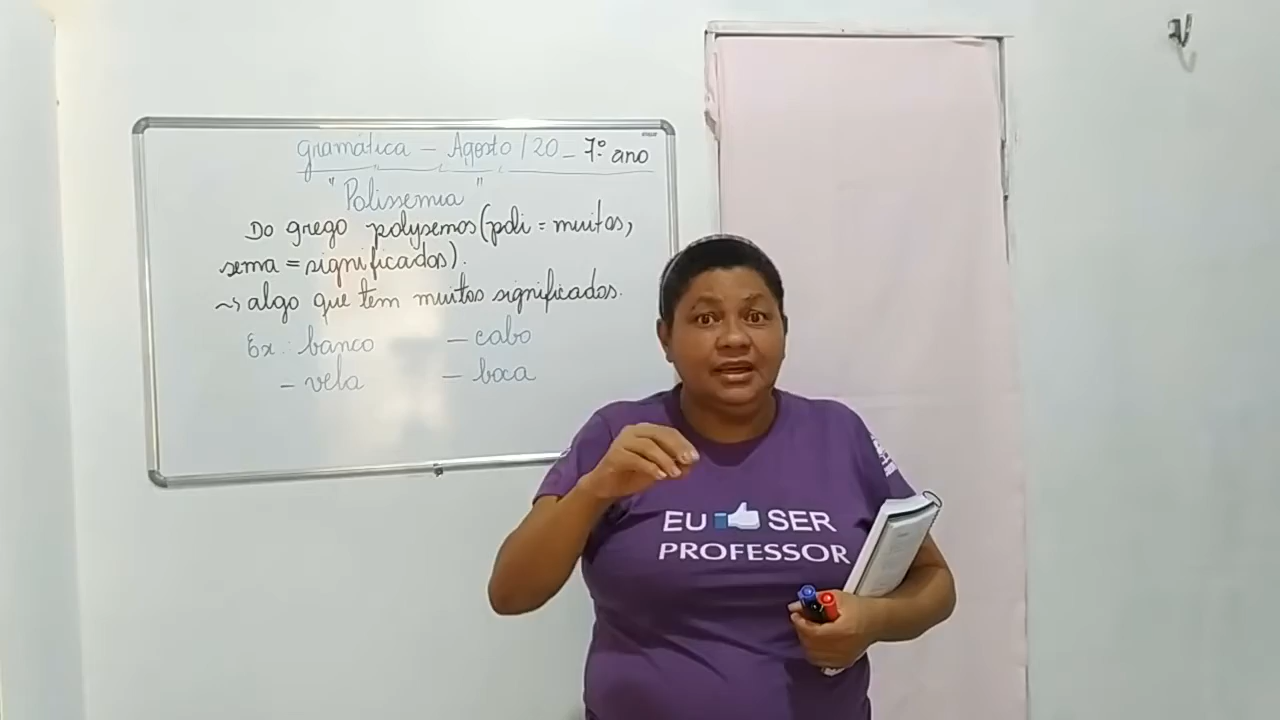 gramática – Agosto/20 – 7º ano
"Polissemia"
Do grego polysemos (poli = muitos,
sema = significados).
~> algo que tem muitos significados.
Ex.: banco – cabo
– vela – boca
EU SER
PROFESSOR